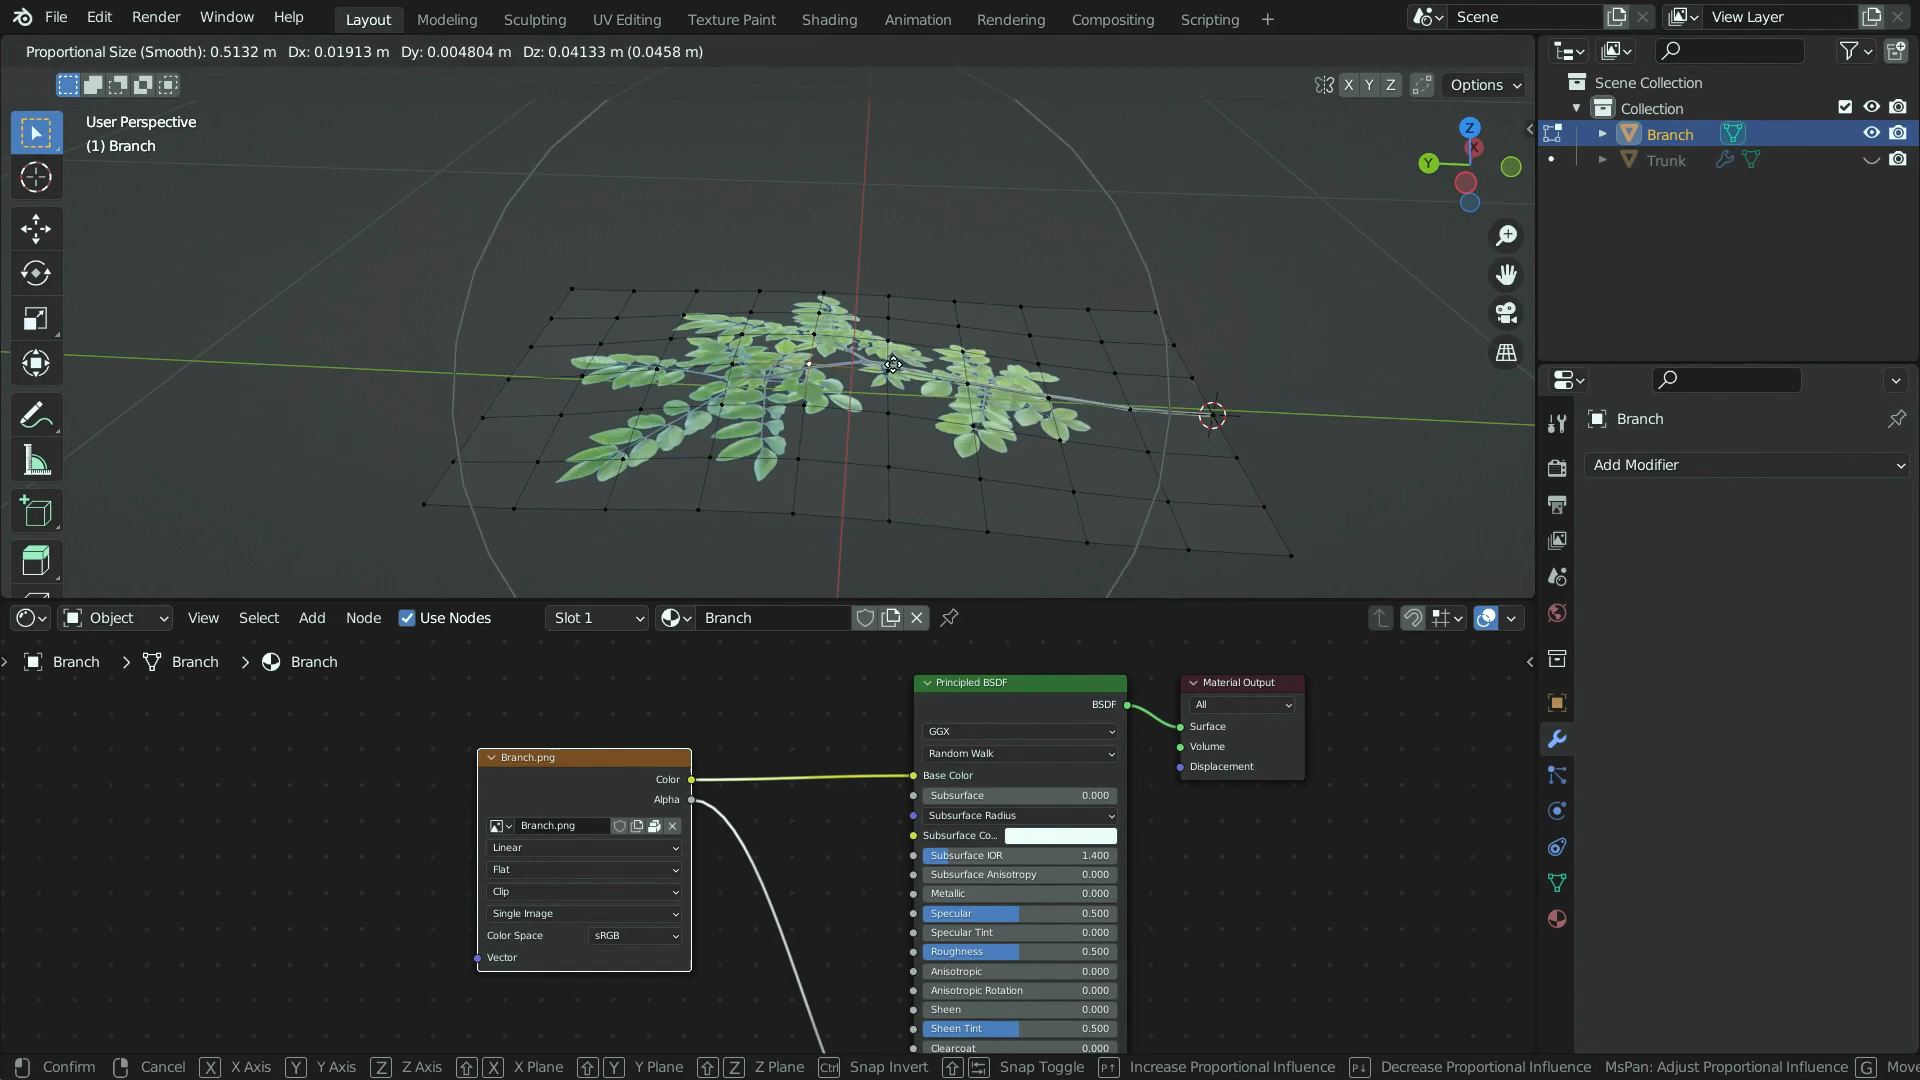 File Edit Render Window Help Layout Modeling Sculpting UV Editing Texture Paint Shading Animation Rendering Compositing Scripting + Scene View Layer
Proportional Size (Smooth): 0.5132 m Dx: 0.01913 m Dy: 0.004804 m Dz: 0.04133 m (0.0458 m)
X Y Z Options
User Perspective
(1) Branch
Z
X
Y
Scene Collection
Collection
Branch
Trunk
Branch
Add Modifier
Object View Select Add Node Use Nodes Slot 1 Branch
Branch > Branch > Branch
Branch.png
Color
Alpha
Branch.png
Linear
Flat
Clip
Single Image
Color Space sRGB
Vector
Principled BSDF
BSDF
GGX
Random Walk
Base Color
Subsurface 0.000
Subsurface Radius
Subsurface Co...
Subsurface IOR 1.400
Subsurface Anisotropy 0.000
Metallic 0.000
Specular 0.500
Specular Tint 0.000
Roughness 0.500
Anisotropic 0.000
Anisotropic Rotation 0.000
Sheen 0.000
Sheen Tint 0.500
Clearcoat 0.000
Material Output
All
Surface
Volume
Displacement
Confirm Cancel X X Axis Y Y Axis Z Z Axis X X Plane Y Y Plane Z Z Plane Ctrl Snap Invert Snap Toggle P↑ Increase Proportional Influence P↓ Decrease Proportional Influence MsPan: Adjust Proportional Influence G Move